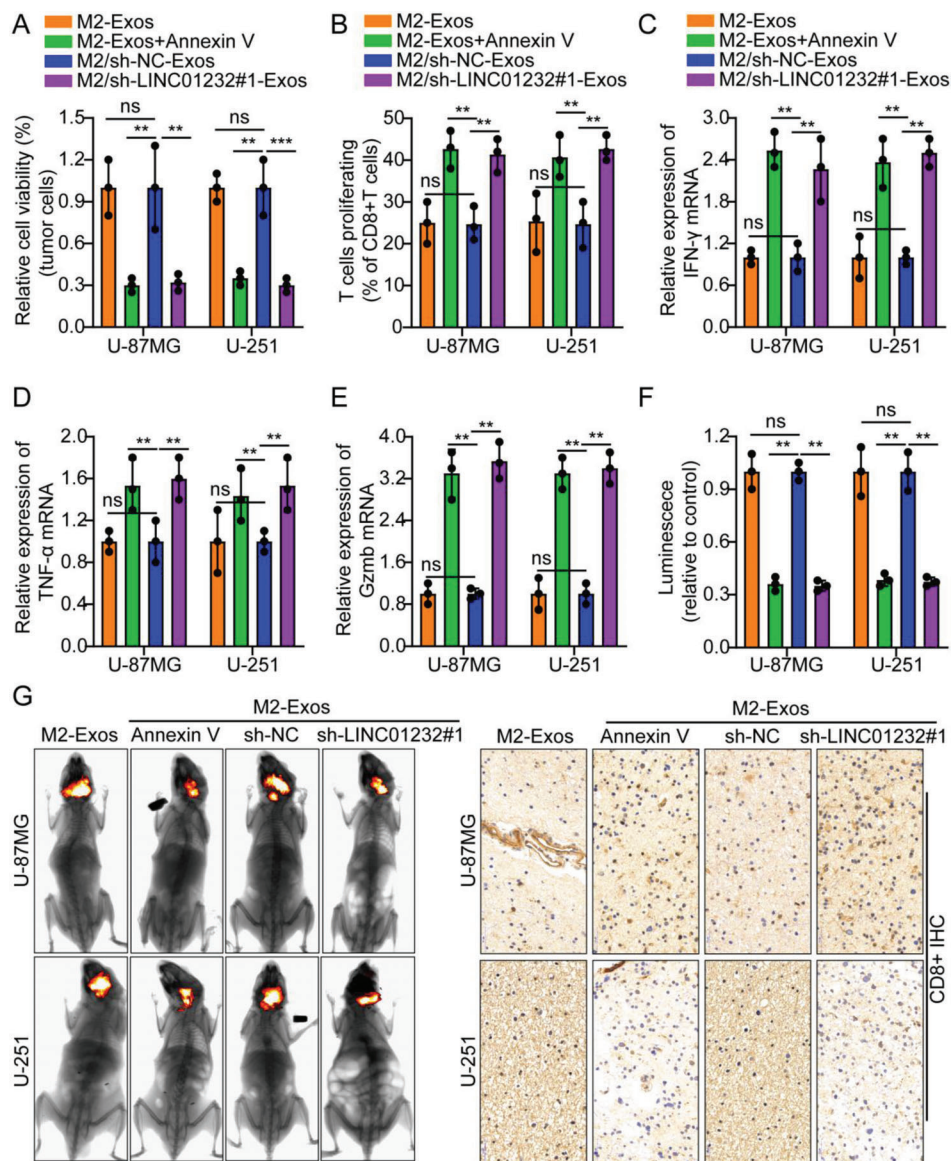 A
M2-Exos
M2-Exos+Annexin V
M2/sh-NC-Exos
M2/sh-LINC01232#1-Exos
Relative cell viability (%)
(tumor cells)
1.5
1.2
0.9
0.6
0.3
0.0
ns
**
**
ns
**
***
U-87MG
U-251
B
M2-Exos
M2-Exos+Annexin V
M2/sh-NC-Exos
M2/sh-LINC01232#1-Exos
T cells proliferating
(% of CD8+T cells)
50
40
30
20
10
0
ns
**
**
ns
**
**
U-87MG
U-251
C
M2-Exos
M2-Exos+Annexin V
M2/sh-NC-Exos
M2/sh-LINC01232#1-Exos
Relative expression of
IFN-γ mRNA
3.0
2.4
1.8
1.2
0.6
0.0
ns
**
**
ns
**
**
U-87MG
U-251
D
Relative expression of
TNF-α mRNA
2.0
1.6
1.2
0.8
0.4
0.0
ns
**
**
ns
**
**
U-87MG
U-251
E
Relative expression of
Gzmb mRNA
4.0
3.2
2.4
1.6
0.8
0.0
ns
**
**
ns
**
**
U-87MG
U-251
F
Luminescece
(relative to control)
1.2
0.9
0.6
0.3
0.0
ns
**
**
ns
**
**
U-87MG
U-251
G
M2-Exos
M2-Exos
Annexin V
sh-NC
sh-LINC01232#1
U-87MG
U-251
M2-Exos
M2-Exos
Annexin V
sh-NC
sh-LINC01232#1
U-87MG
U-251
CD8+ IHC